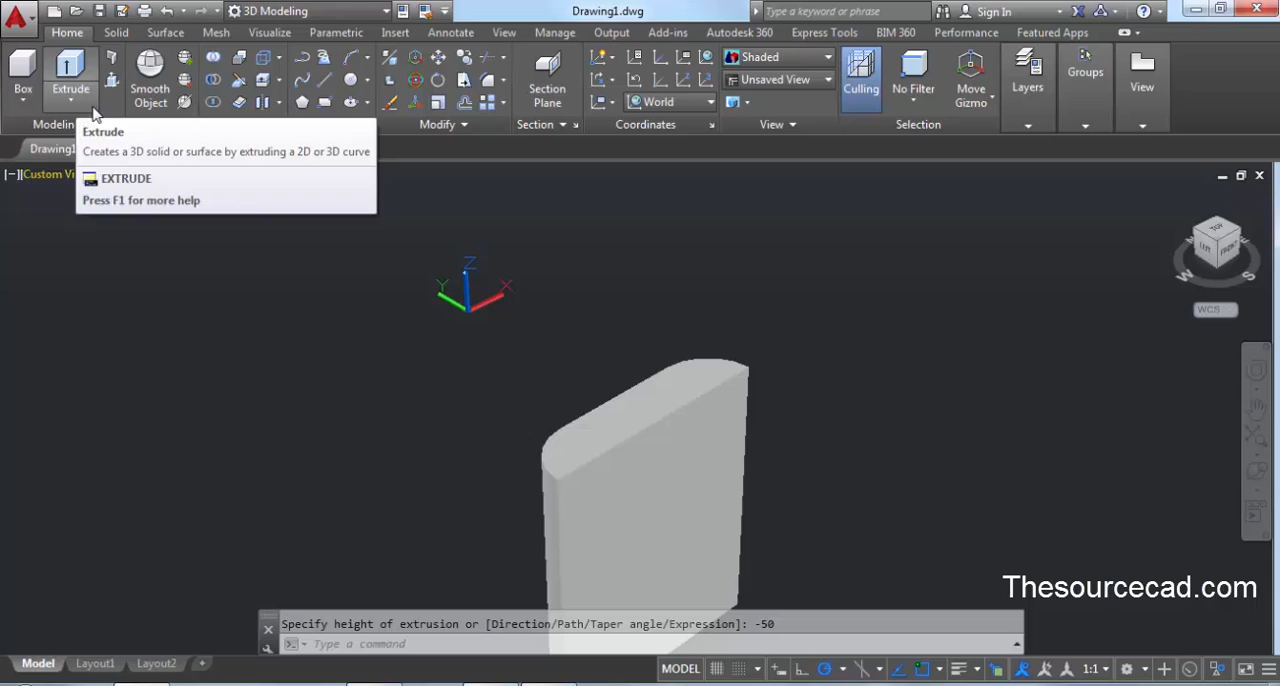 3D Modeling
Drawing1.dwg
Type a keyword or phrase
Sign In
Home Solid Surface Mesh Visualize Parametric Insert Annotate View Manage Output Add-ins Autodesk 360 Express Tools BIM 360 Performance Featured Apps
Box
Extrude
Smooth
Object
Section
Plane
Shaded
Unsaved View
World
Culling
No Filter
Move
Gizmo
Groups
Layers
View
Modelin
Modify
Section
Coordinates
View
Selection
Drawing1
Extrude
Creates a 3D solid or surface by extruding a 2D or 3D curve
EXTRUDE
Press F1 for more help
[−][Custom Vi
Z
Y
X
TOP
LEFT
FRONT
W
S
WCS
Thesourcecad.com
Specify height of extrusion or [Direction/Path/Taper angle/Expression]: -50
Type a command
Model Layout1 Layout2 +
MODEL
1:1